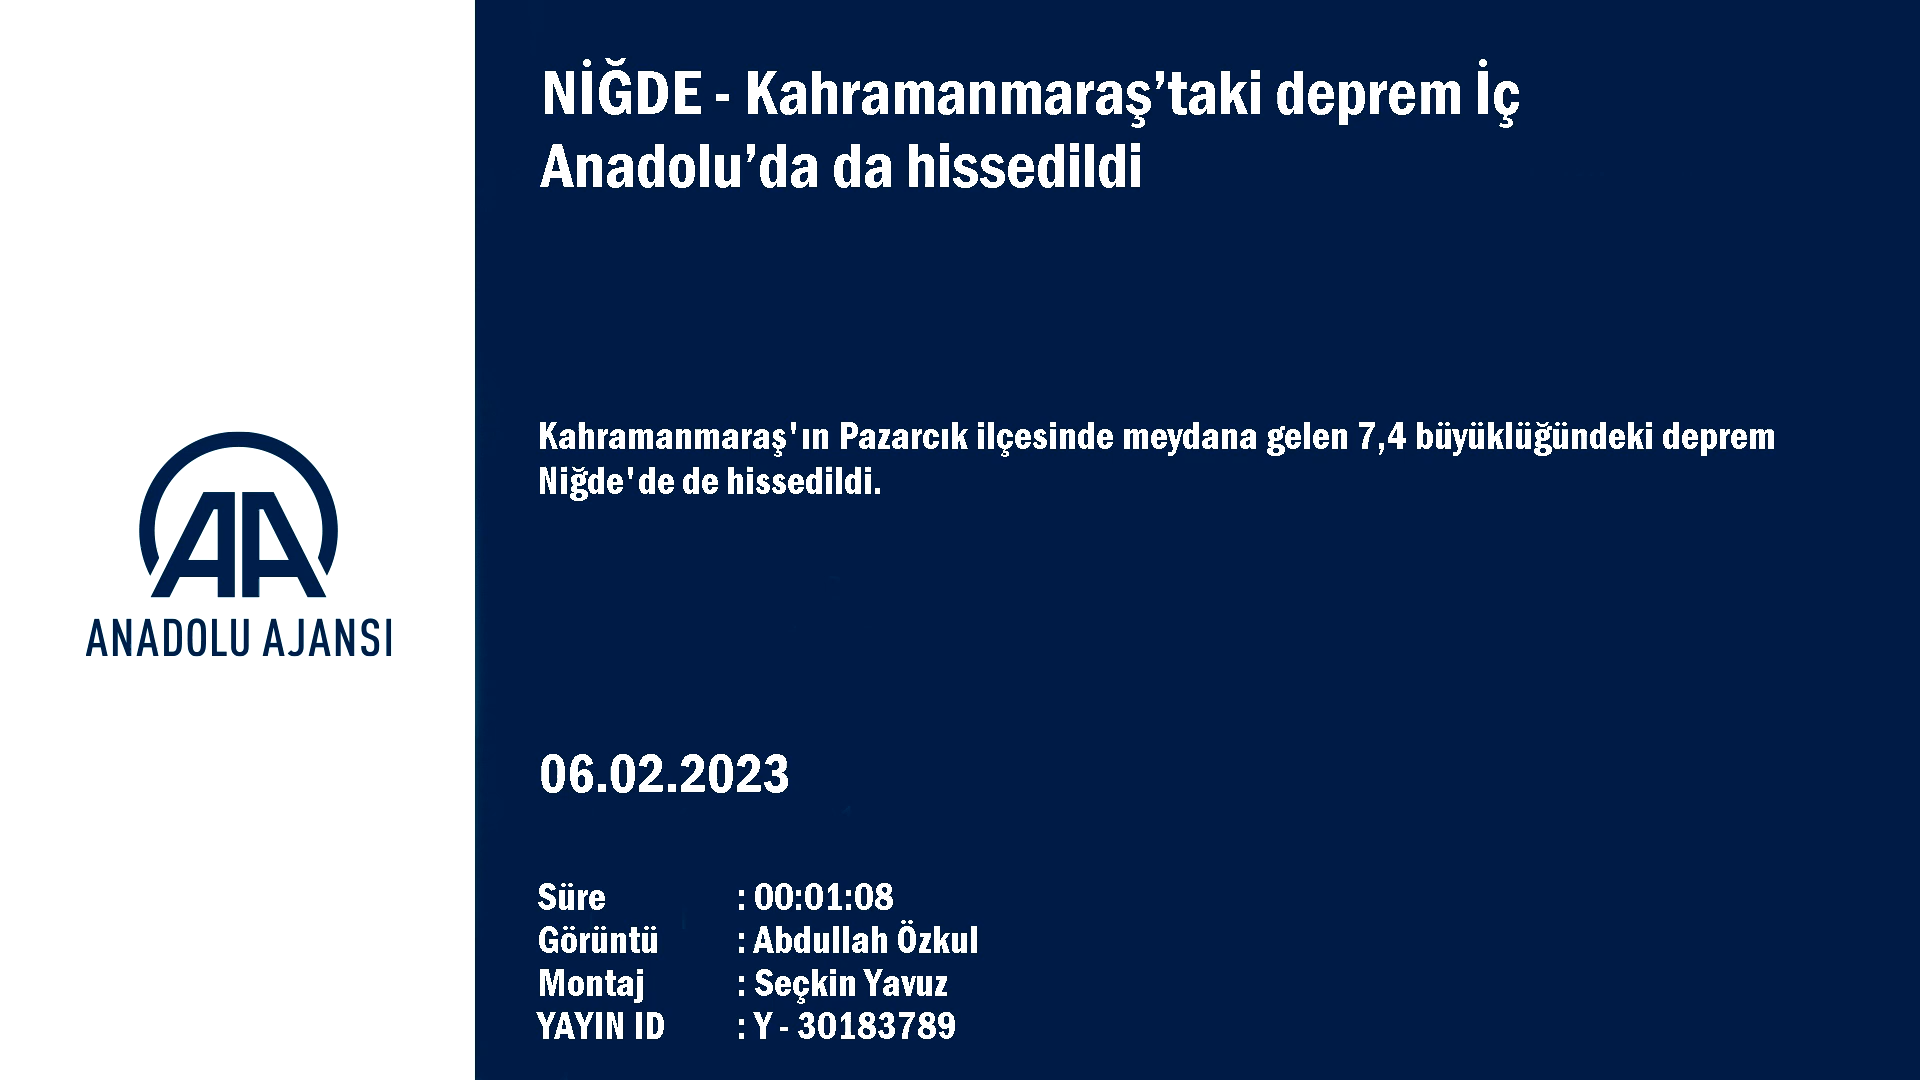 NİĞDE - Kahramanmaraş’taki deprem İç
Anadolu’da da hissedildi
Kahramanmaraş'ın Pazarcık ilçesinde meydana gelen 7,4 büyüklüğündeki deprem
Niğde'de de hissedildi.
AA
ANADOLU AJANSI
06.02.2023
Süre : 00:01:08
Görüntü : Abdullah Özkul
Montaj : Seçkin Yavuz
YAYIN ID : Y - 30183789